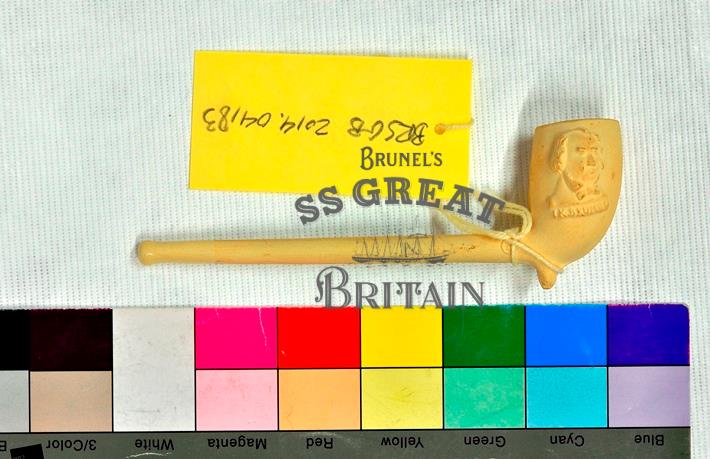 BRSGB 2014.04183
BRUNEL'S
SS GREAT
BRITAIN
Blue
Cyan
Green
Yellow
Red
Magenta
White
3/Color